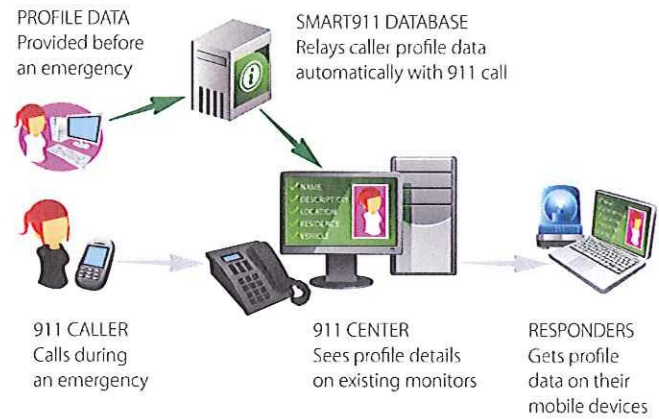 PROFILE DATA
Provided before
an emergency
SMART911 DATABASE
Relays caller profile data
automatically with 911 call
NAME
DESCRIPTION
LOCATION
RESIDENCE
VEHICLE
911 CALLER
Calls during
an emergency
911 CENTER
Sees profile details
on existing monitors
RESPONDERS
Gets profile
data on their
mobile devices